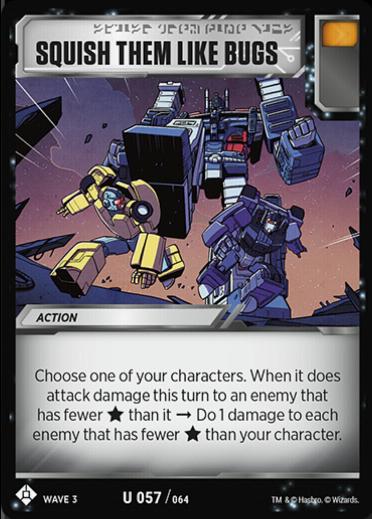 SQUISH THEM LIKE BUGS
ACTION
Choose one of your characters. When it does
attack damage this turn to an enemy that
has fewer ★ than it → Do 1 damage to each
enemy that has fewer ★ than your character.
WAVE 3
U 057/064
TM & © Hasbro. © Wizards.